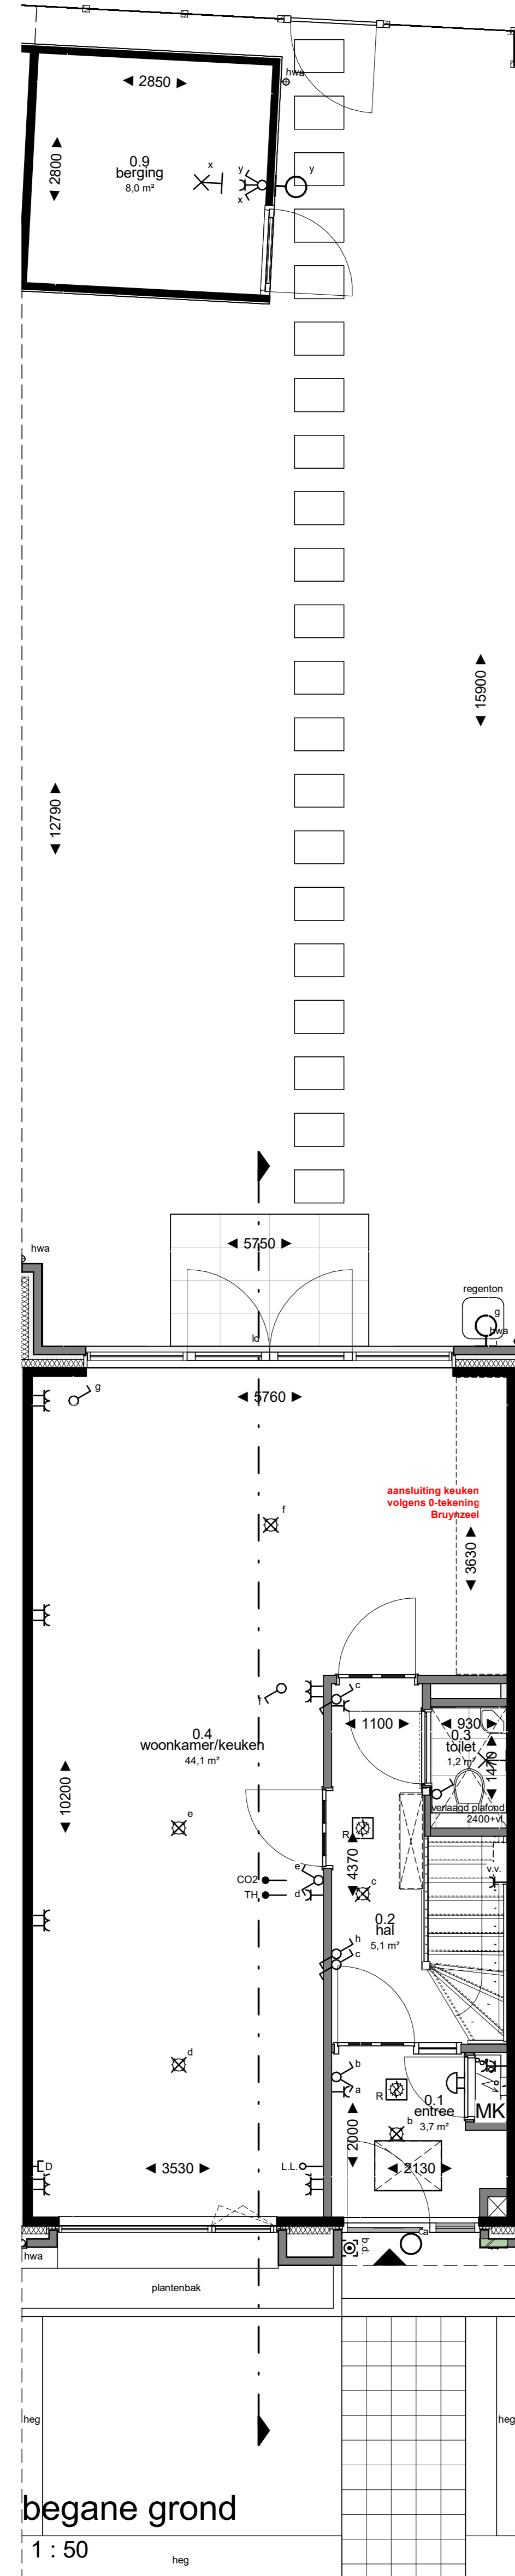 hwa
◄ 2850 ►
◄ 2800 ►
0.9
berging
8,0 m²
x
y
x
y
◄ 15900 ►
◄ 12790 ►
hwa
◄ 5750 ►
regenton
g
hwa
g
◄ 5760 ►
aansluiting keuken
volgens 0-tekening
Bruynzeel
f
◄ 3630 ►
c
f
◄ 1100 ►
◄ 930 ►
0.3
toilet
1,2 m²
◄ 1470 ►
0.4
woonkamer/keuken
44,1 m²
◄ 10200 ►
verlaagd plafond
2400+vl.
e
R
◄ 4370 ►
v.v.
e
CO2
TH
d
c
0.2
hal
5,1 m²
h
c
d
b
a
R
0.1
entree
3,7 m²
MK
b
◄ 2000 ►
D
◄ 3530 ►
L.L.
◄ 2130 ►
a
b
d
hwa
plantenbak
heg
heg
begane grond
1 : 50
heg